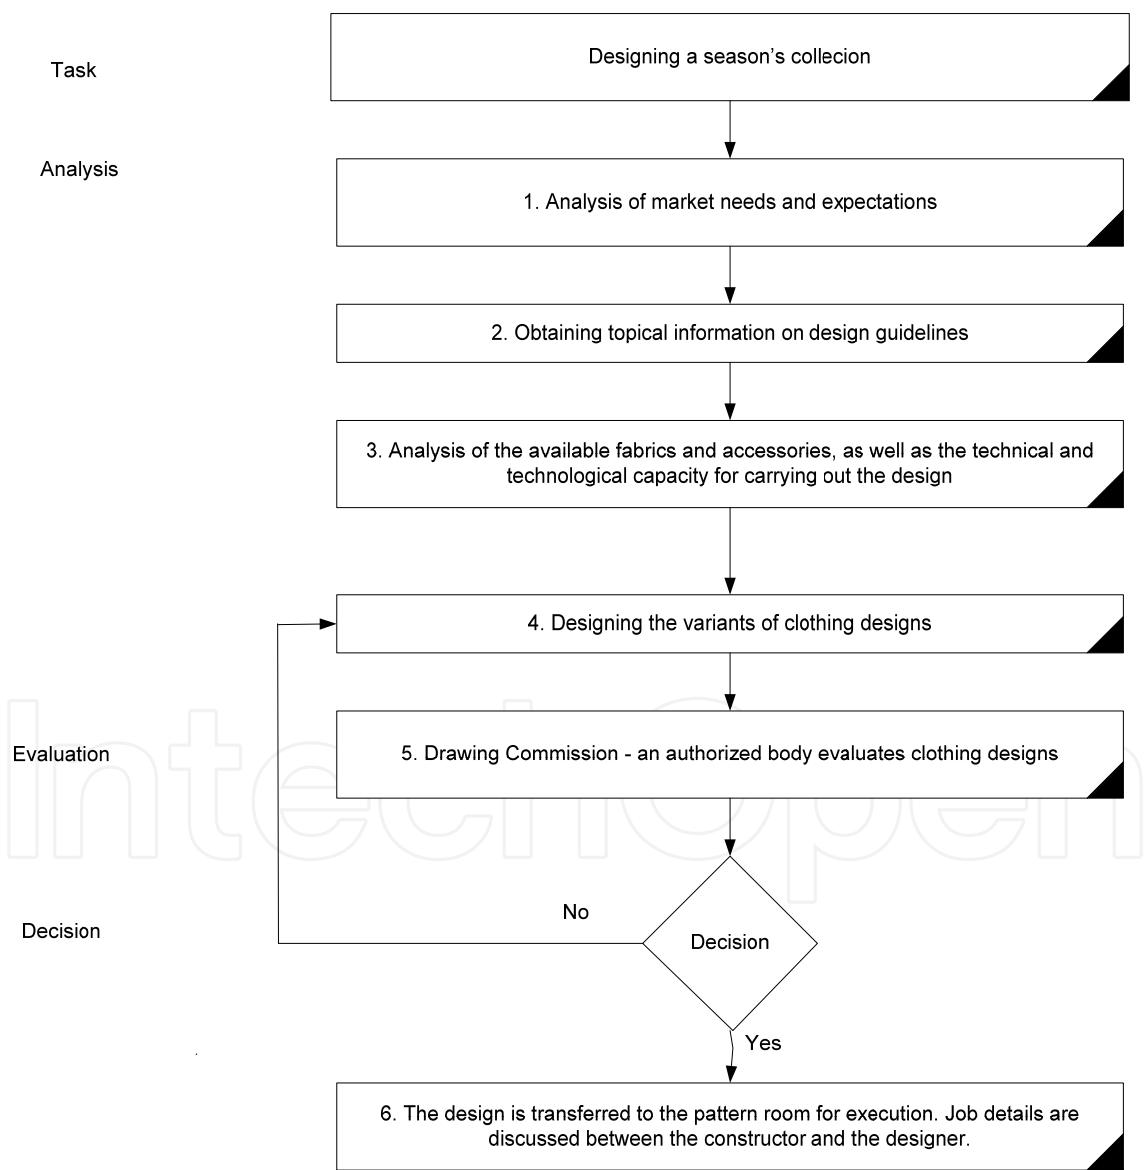 Task
Designing a season's collecion
Analysis
1. Analysis of market needs and expectations
2. Obtaining topical information on design guidelines
3. Analysis of the available fabrics and accessories, as well as the technical and
technological capacity for carrying out the design
4. Designing the variants of clothing designs
IntechOpen
Evaluation
5. Drawing Commission - an authorized body evaluates clothing designs
Decision
No
Decision
Yes
6. The design is transferred to the pattern room for execution. Job details are
discussed between the constructor and the designer.